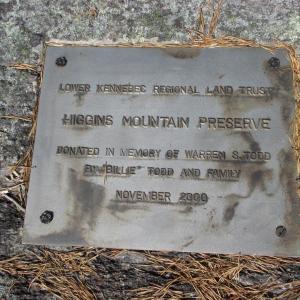 LOWER KENNEBEC REGIONAL LAND TRUST
HIGGINS MOUNTAIN PRESERVE
DONATED IN MEMORY OF WARREN S. TODD
BY "BILLIE" TODD AND FAMILY
NOVEMBER 2000